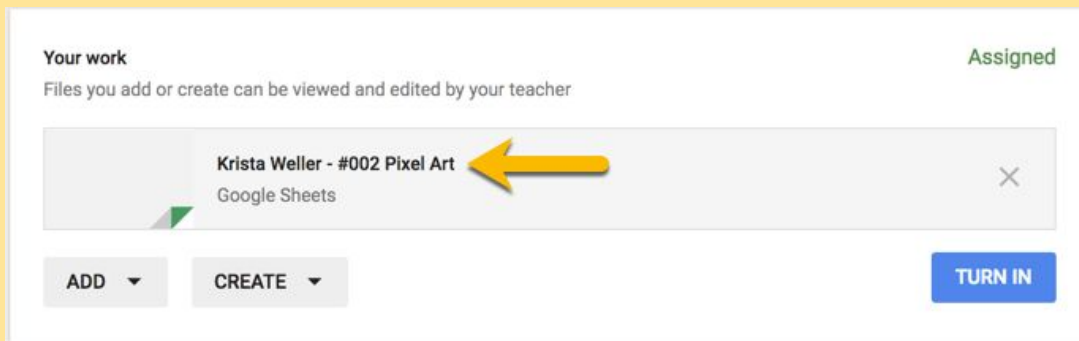 Your work
Assigned
Files you add or create can be viewed and edited by your teacher
Krista Weller - #002 Pixel Art
Google Sheets
ADD
CREATE
TURN IN